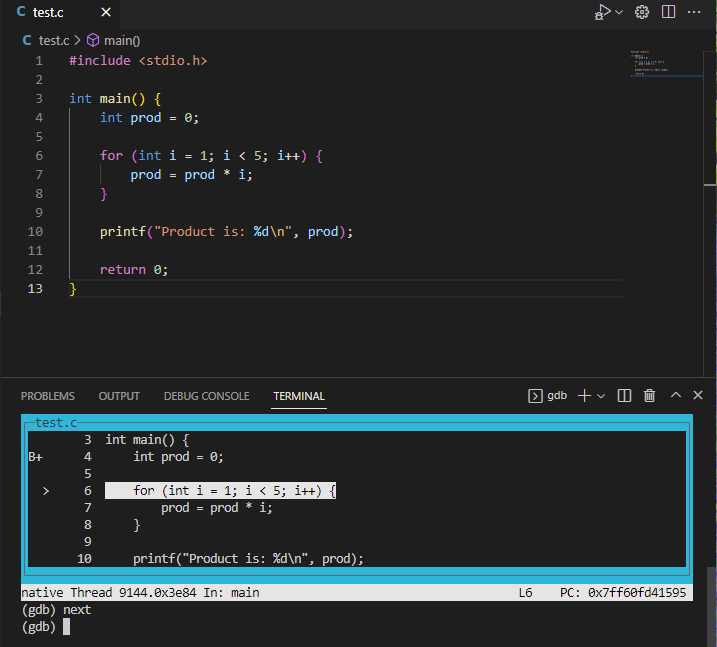 C test.c
C test.c > main()
1 #include <stdio.h>
2
3 int main() {
4     int prod = 0;
5
6     for (int i = 1; i < 5; i++) {
7         prod = prod * i;
8     }
9
10     printf("Product is: %d\n", prod);
11
12     return 0;
13 }
PROBLEMS OUTPUT DEBUG CONSOLE TERMINAL gdb
test.c
3 int main() {
B+ 4     int prod = 0;
5
> 6     for (int i = 1; i < 5; i++) {
7         prod = prod * i;
8     }
9
10     printf("Product is: %d\n", prod);
native Thread 9144.0x3e84 In: main L6 PC: 0x7ff60fd41595
(gdb) next
(gdb)